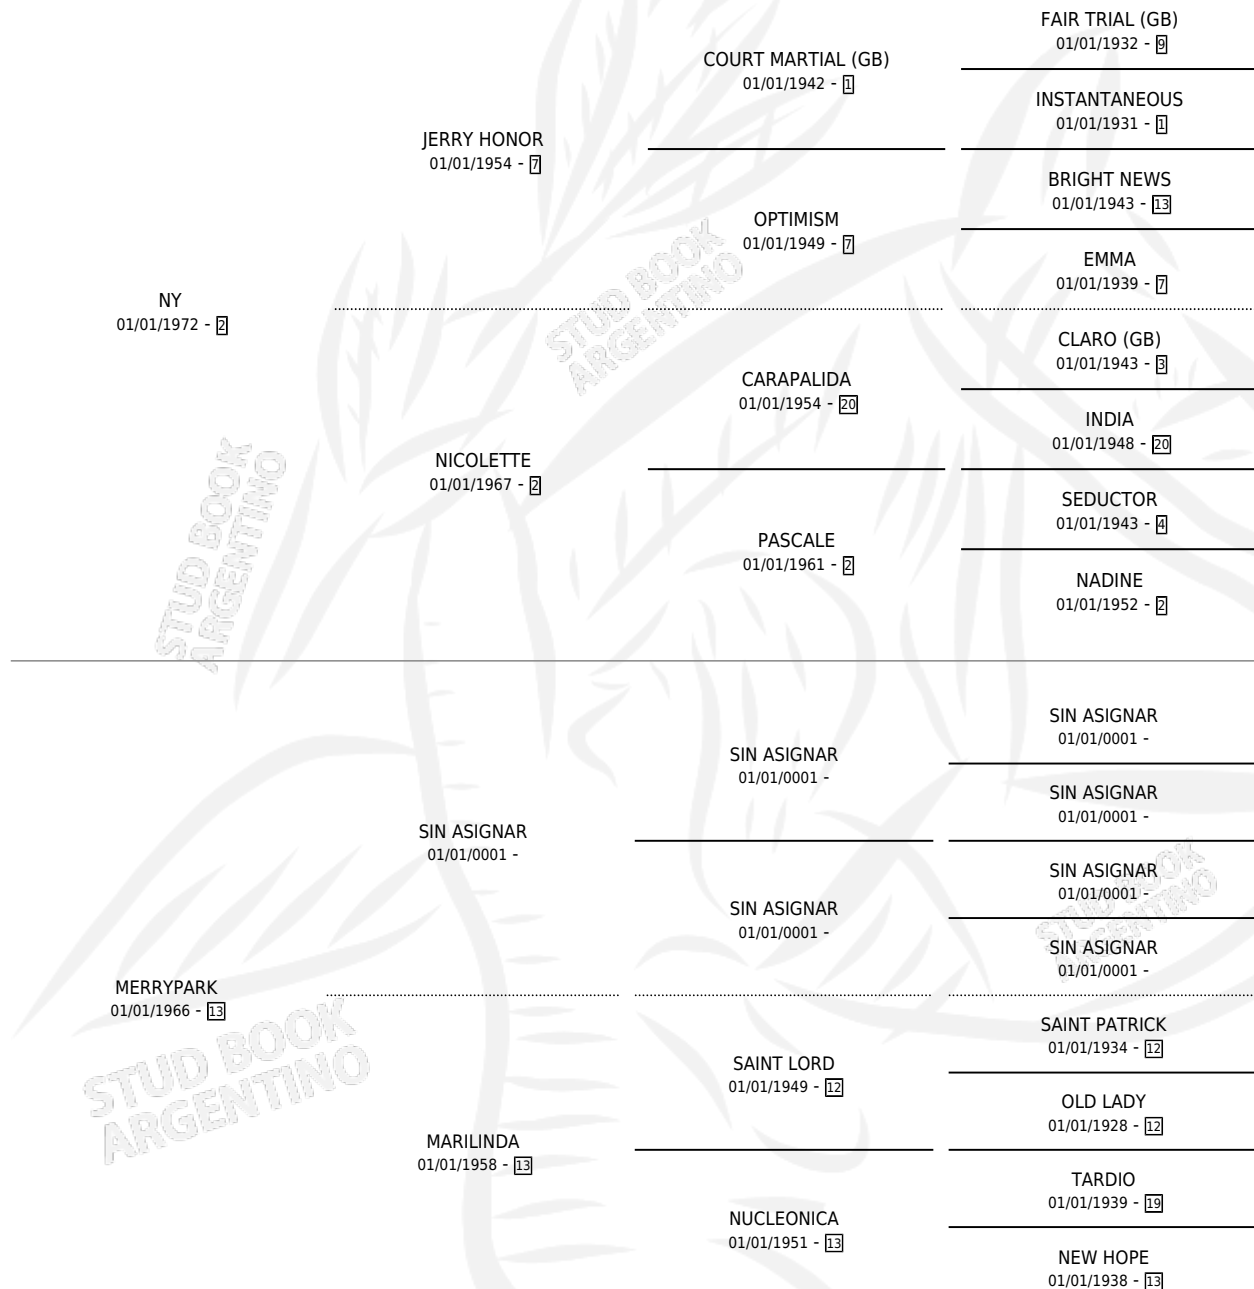 FAIR TRIAL (GB)
01/01/1932 - 9
COURT MARTIAL (GB)
01/01/1942 - 1
INSTANTANEOUS
01/01/1931 - 1
JERRY HONOR
01/01/1954 - 7
BRIGHT NEWS
01/01/1943 - 13
OPTIMISM
01/01/1949 - 7
EMMA
01/01/1939 - 7
NY
01/01/1972 - 2
CLARO (GB)
01/01/1943 - 3
CARAPALIDA
01/01/1954 - 20
INDIA
01/01/1948 - 20
NICOLETTE
01/01/1967 - 2
SEDUCTOR
01/01/1943 - 4
PASCALE
01/01/1961 - 2
NADINE
01/01/1952 - 2
SIN ASIGNAR
01/01/0001 -
SIN ASIGNAR
01/01/0001 -
SIN ASIGNAR
01/01/0001 -
SIN ASIGNAR
01/01/0001 -
SIN ASIGNAR
01/01/0001 -
SIN ASIGNAR
01/01/0001 -
SIN ASIGNAR
01/01/0001 -
MERRYPARK
01/01/1966 - 13
SAINT PATRICK
01/01/1934 - 12
SAINT LORD
01/01/1949 - 12
OLD LADY
01/01/1928 - 12
MARILINDA
01/01/1958 - 13
TARDIO
01/01/1939 - 19
NUCLEONICA
01/01/1951 - 13
NEW HOPE
01/01/1938 - 13
STUD BOOK
ARGENTINO
STUD BOOK
ARGENTINO
STUD BOOK
ARGENTINO
STUD BOOK
ARGENTINO